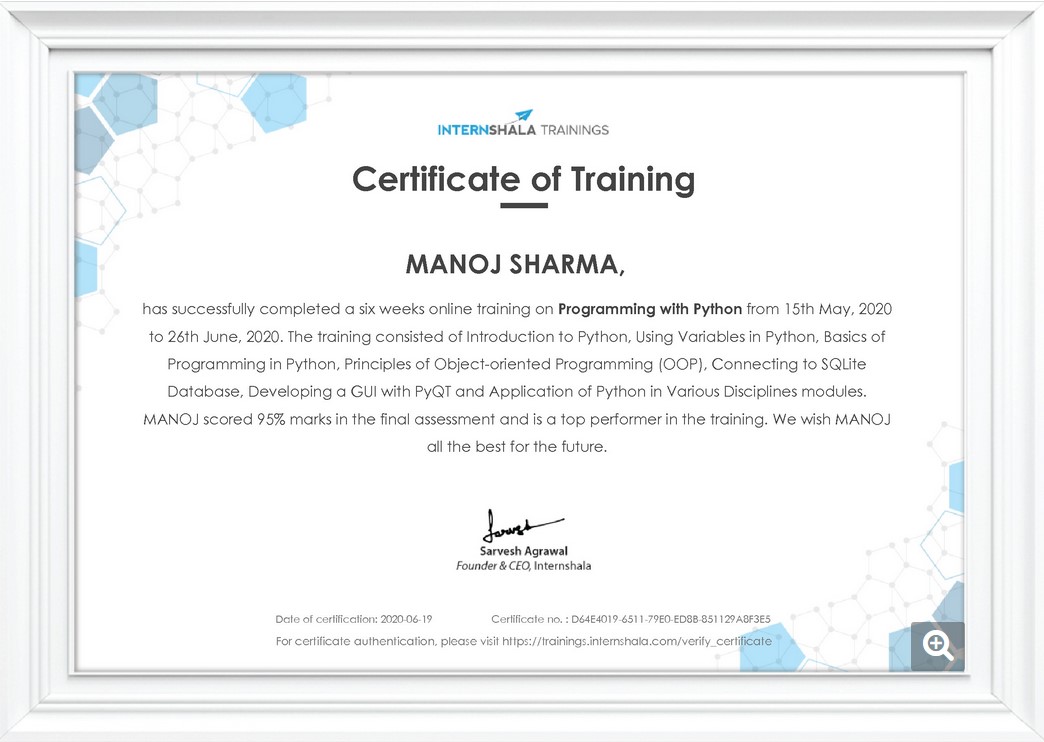 INTERNSHALA TRAININGS
Certificate of Training
MANOJ SHARMA,
has successfully completed a six weeks online training on Programming with Python from 15th May, 2020
to 26th June, 2020. The training consisted of Introduction to Python, Using Variables in Python, Basics of
Programming in Python, Principles of Object-oriented Programming (OOP), Connecting to SQLite
Database, Developing a GUI with PyQT and Application of Python in Various Disciplines modules.
MANOJ scored 95% marks in the final assessment and is a top performer in the training. We wish MANOJ
all the best for the future.
Sarvesh
Sarvesh Agrawal
Founder & CEO, Internshala
Date of certification: 2020-06-19 Certificate no. : D64E4019-6511-79E0-ED8B-851129A8F3E5
For certificate authentication, please visit https://trainings.internshala.com/verify_certificate